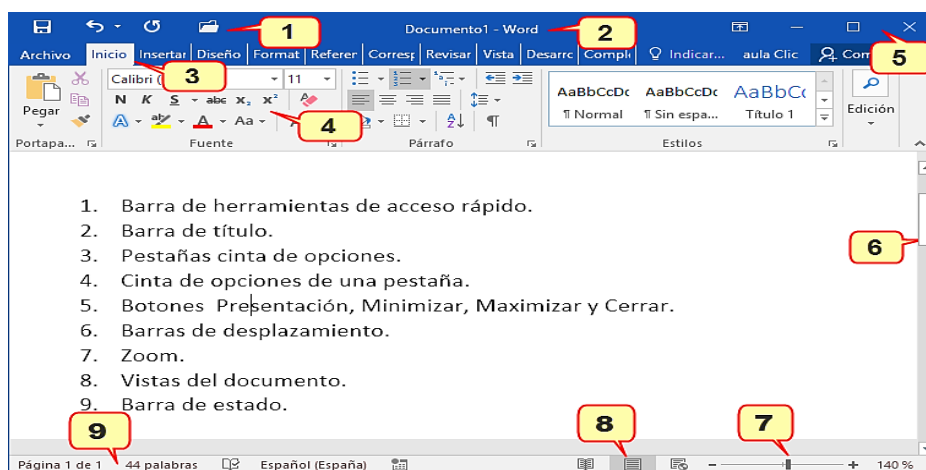 1
Documento1 - Word
2
Archivo Inicio Insertar Diseño Format Referer Corresp Revisar Vista Desarrc Comple Indicar... aula Clic Com
5
3
Calibri ( 11
N K S abc x₂ x²
Pegar
A aby A Aa
4
AaBbCcDc AaBbCcDc AaBbC
¶ Normal ¶ Sin espa... Título 1
Edición
Portapa... Fuente Párrafo Estilos
1. Barra de herramientas de acceso rápido.
2. Barra de título.
3. Pestañas cinta de opciones.
4. Cinta de opciones de una pestaña.
5. Botones Presentación, Minimizar, Maximizar y Cerrar.
6. Barras de desplazamiento.
7. Zoom.
8. Vistas del documento.
9. Barra de estado.
6
9
8
7
Página 1 de 1 44 palabras Español (España) 140 %